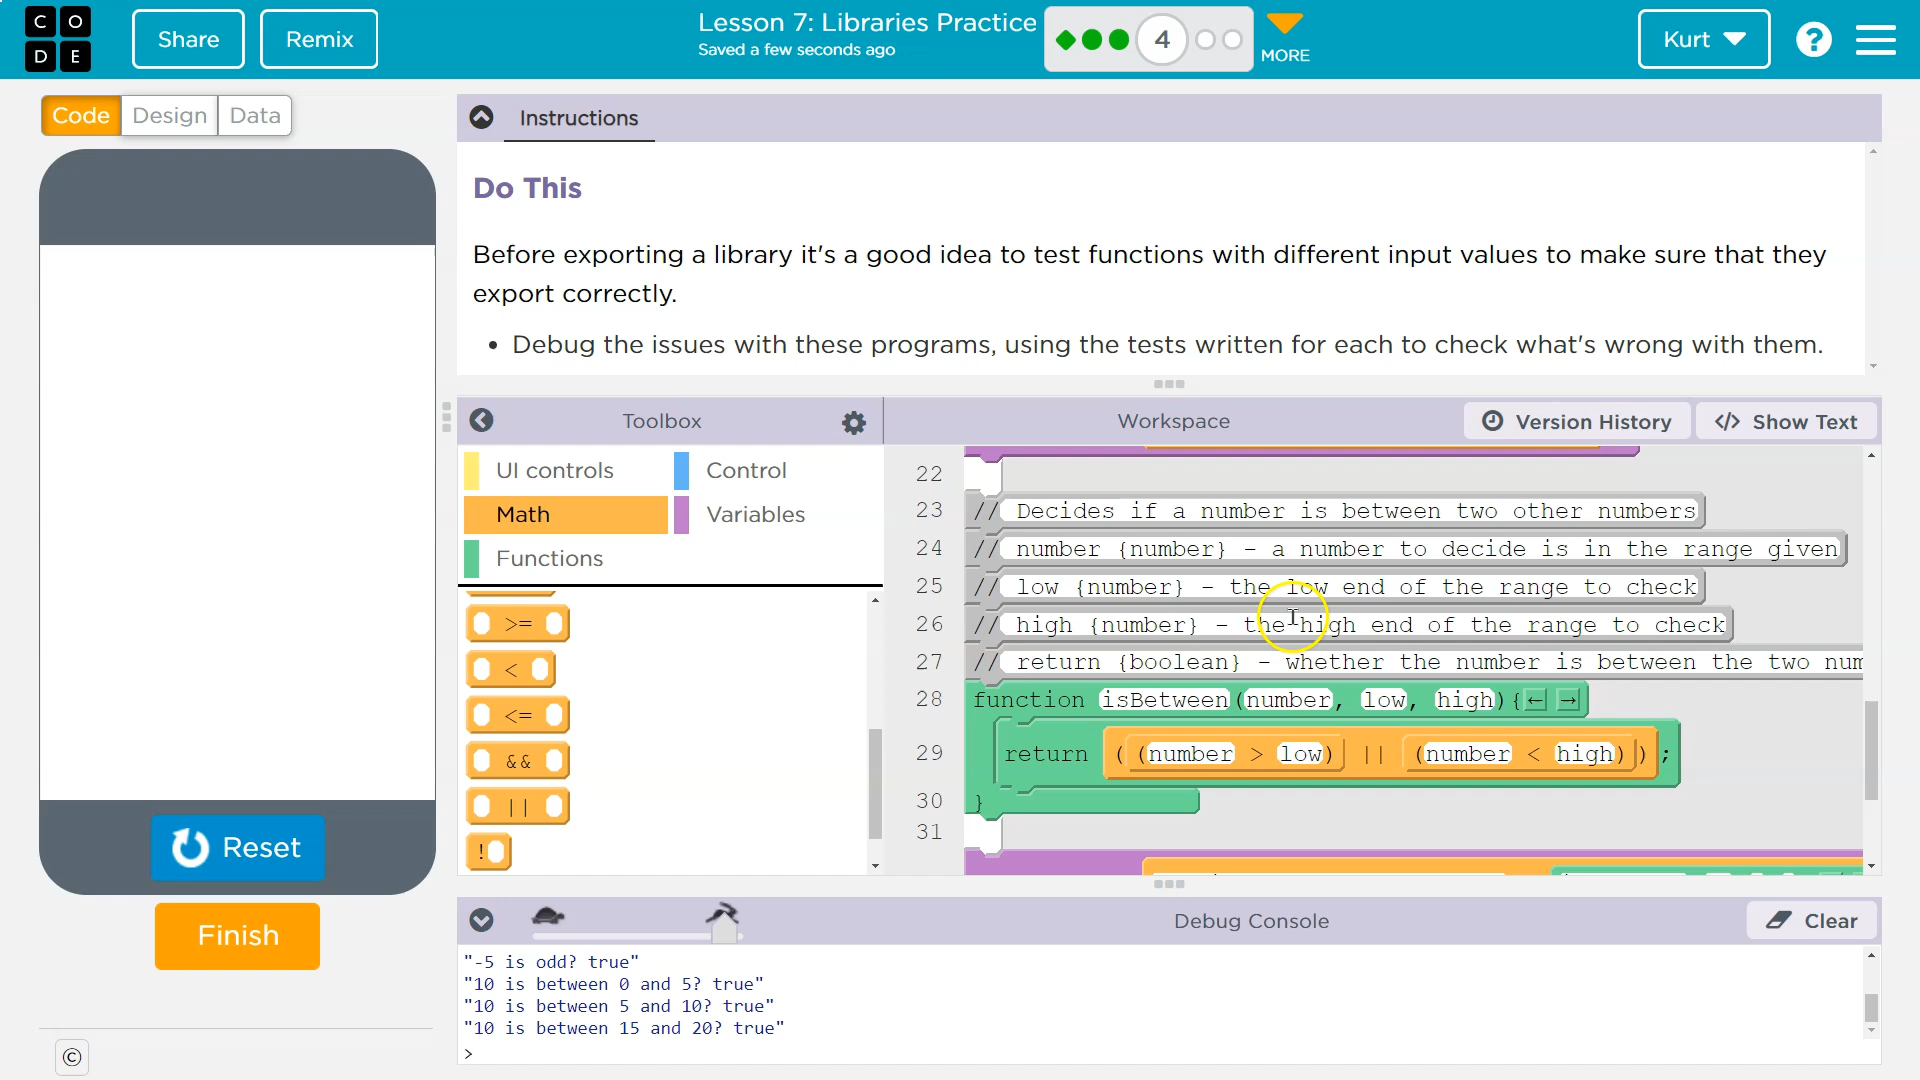 C O
D E
Share
Remix
Lesson 7: Libraries Practice
Saved a few seconds ago
4
MORE
Kurt
?
Code
Design
Data
Instructions
Do This
Before exporting a library it's a good idea to test functions with different input values to make sure that they
export correctly.
• Debug the issues with these programs, using the tests written for each to check what's wrong with them.
Toolbox
Workspace
Version History
</> Show Text
UI controls
Control
Math
Variables
Functions
>=
<
<=
&&
||
!
22
23 // Decides if a number is between two other numbers
24 // number {number} - a number to decide is in the range given
25 // low {number} - the low end of the range to check
26 // high {number} - the high end of the range to check
27 // return {boolean} - whether the number is between the two num
28 function isBetween(number, low, high){ ← →
29 return ((number > low) || (number < high));
30 }
31
Reset
Finish
Debug Console
Clear
"-5 is odd? true"
"10 is between 0 and 5? true"
"10 is between 5 and 10? true"
"10 is between 15 and 20? true"
>
©